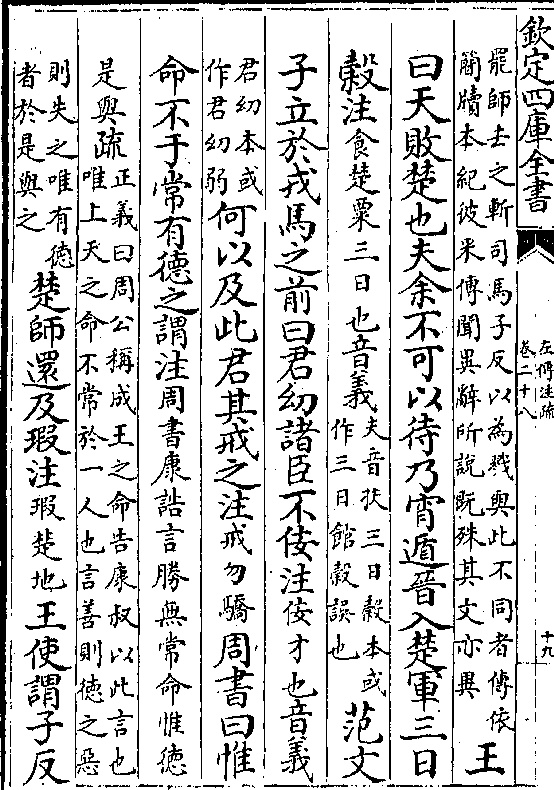 欽定四庫全書
左傳注疏
卷二十八
十九
罷師去之斬司馬子反以為戮與此不同者傳依
簡牘本紀彼采傳聞異辭所說既殊其文亦異
王
曰天敗楚也夫余不可以待乃宵遁晉入楚軍三日
穀注食楚粟三日也音義
夫音扶三日穀本或
作三日館穀誤也
范文
子立於戎馬之前曰君幼諸臣不佞注佞才也音義
君幼本或
作君幼弱
何以及此君其戒之注戒勿驕周書曰惟
命不于常有德之謂注周書康誥言勝無常命惟德
是與疏
正義曰周公稱成王之命告康叔以此言也
唯上天之命不常於一人也言善則德之惡
則失之唯有德
者於是與之
楚師還及瑕注瑕楚地王使謂子反